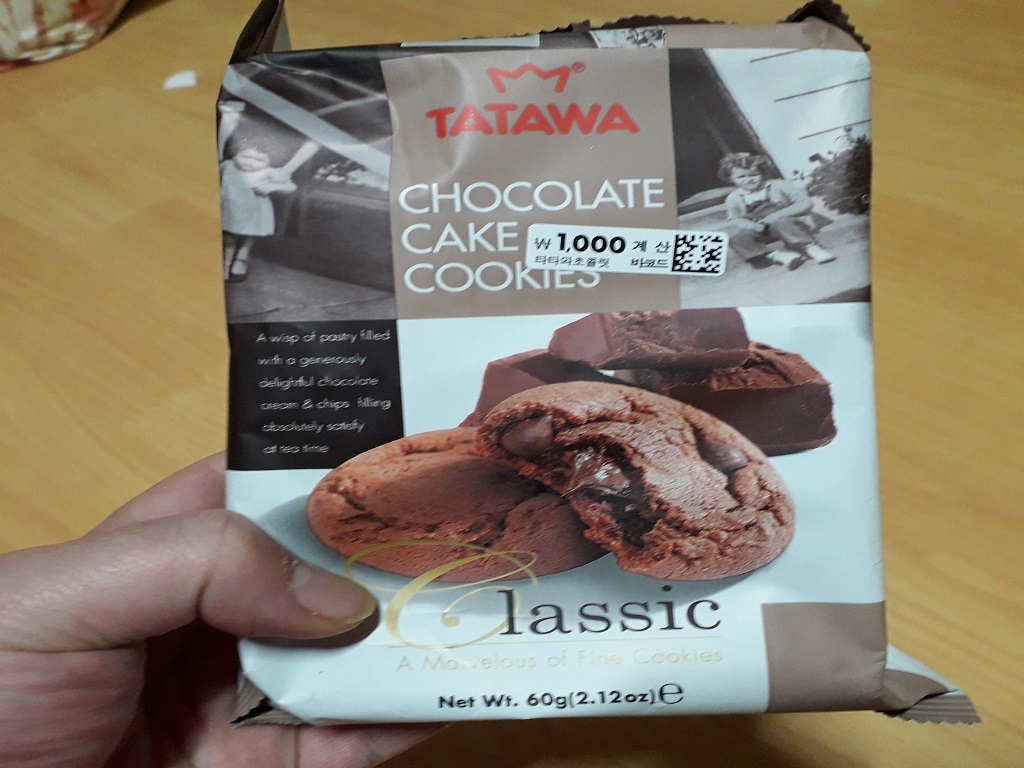 TATAWA®
CHOCOLATE
CAKE
COOKIES
₩ 1,000 계 산
타타와초콜릿 바코드
A wisp of pastry filled
with a generously
delightful chocolate
cream & chips filling
absolutely satisfy
at tea time
Classic
A Marvelous of Fine Cookies
Net Wt. 60g(2.12oz)℮